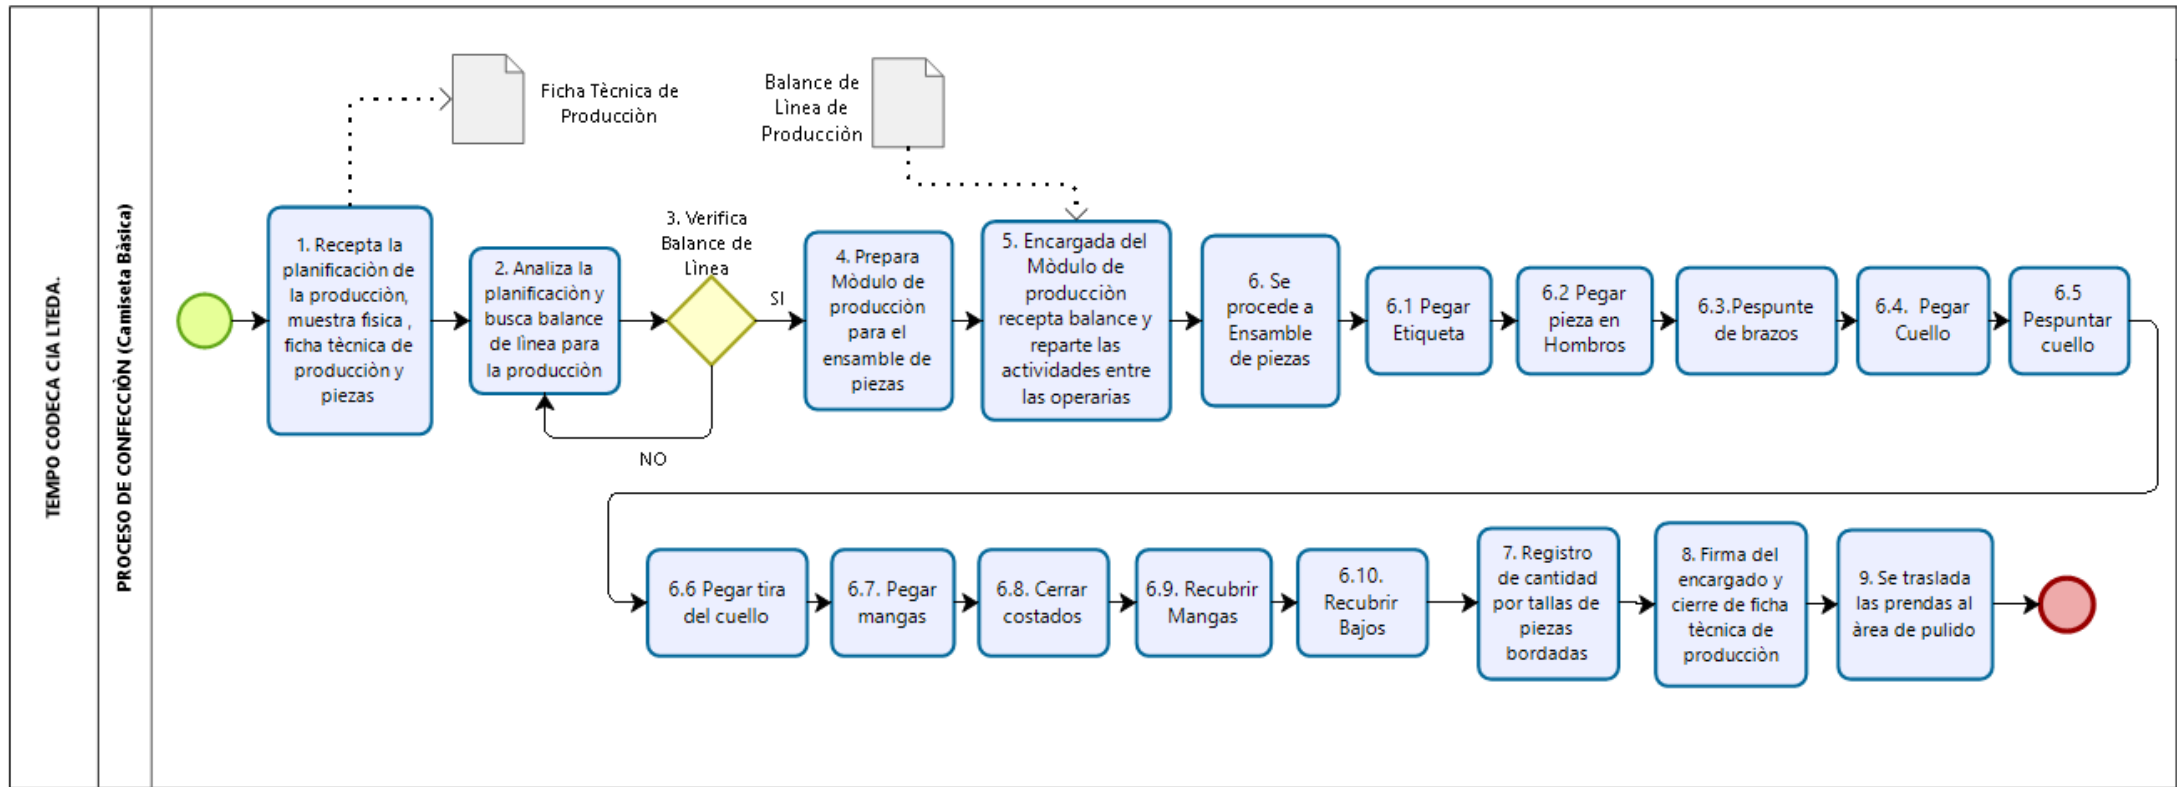 TEMPO CODECA CIA LTEDA.
PROCESO DE CONFECCIÒN (Camiseta Bàsica)
Ficha Tècnica de
Producciòn
Balance de
Lìnea de
Producciòn
1. Recepta la
planificaciòn de
la producciòn,
muestra fisica ,
ficha tècnica de
producciòn y
piezas
2. Analiza la
planificaciòn y
busca balance
de lìnea para
la producciòn
3. Verifica
Balance de
Lìnea
SI
NO
4. Prepara
Mòdulo de
producciòn
para el
ensamble de
piezas
5. Encargada del
Mòdulo de
producciòn
recepta balance y
reparte las
actividades entre
las operarias
6. Se
procede a
Ensamble
de piezas
6.1 Pegar
Etiqueta
6.2 Pegar
pieza en
Hombros
6.3.Pespunte
de brazos
6.4. Pegar
Cuello
6.5
Pespuntar
cuello
6.6 Pegar tira
del cuello
6.7. Pegar
mangas
6.8. Cerrar
costados
6.9. Recubrir
Mangas
6.10.
Recubrir
Bajos
7. Registro
de cantidad
por tallas de
piezas
bordadas
8. Firma del
encargado y
cierre de ficha
tècnica de
producciòn
9. Se traslada
las prendas al
àrea de pulido